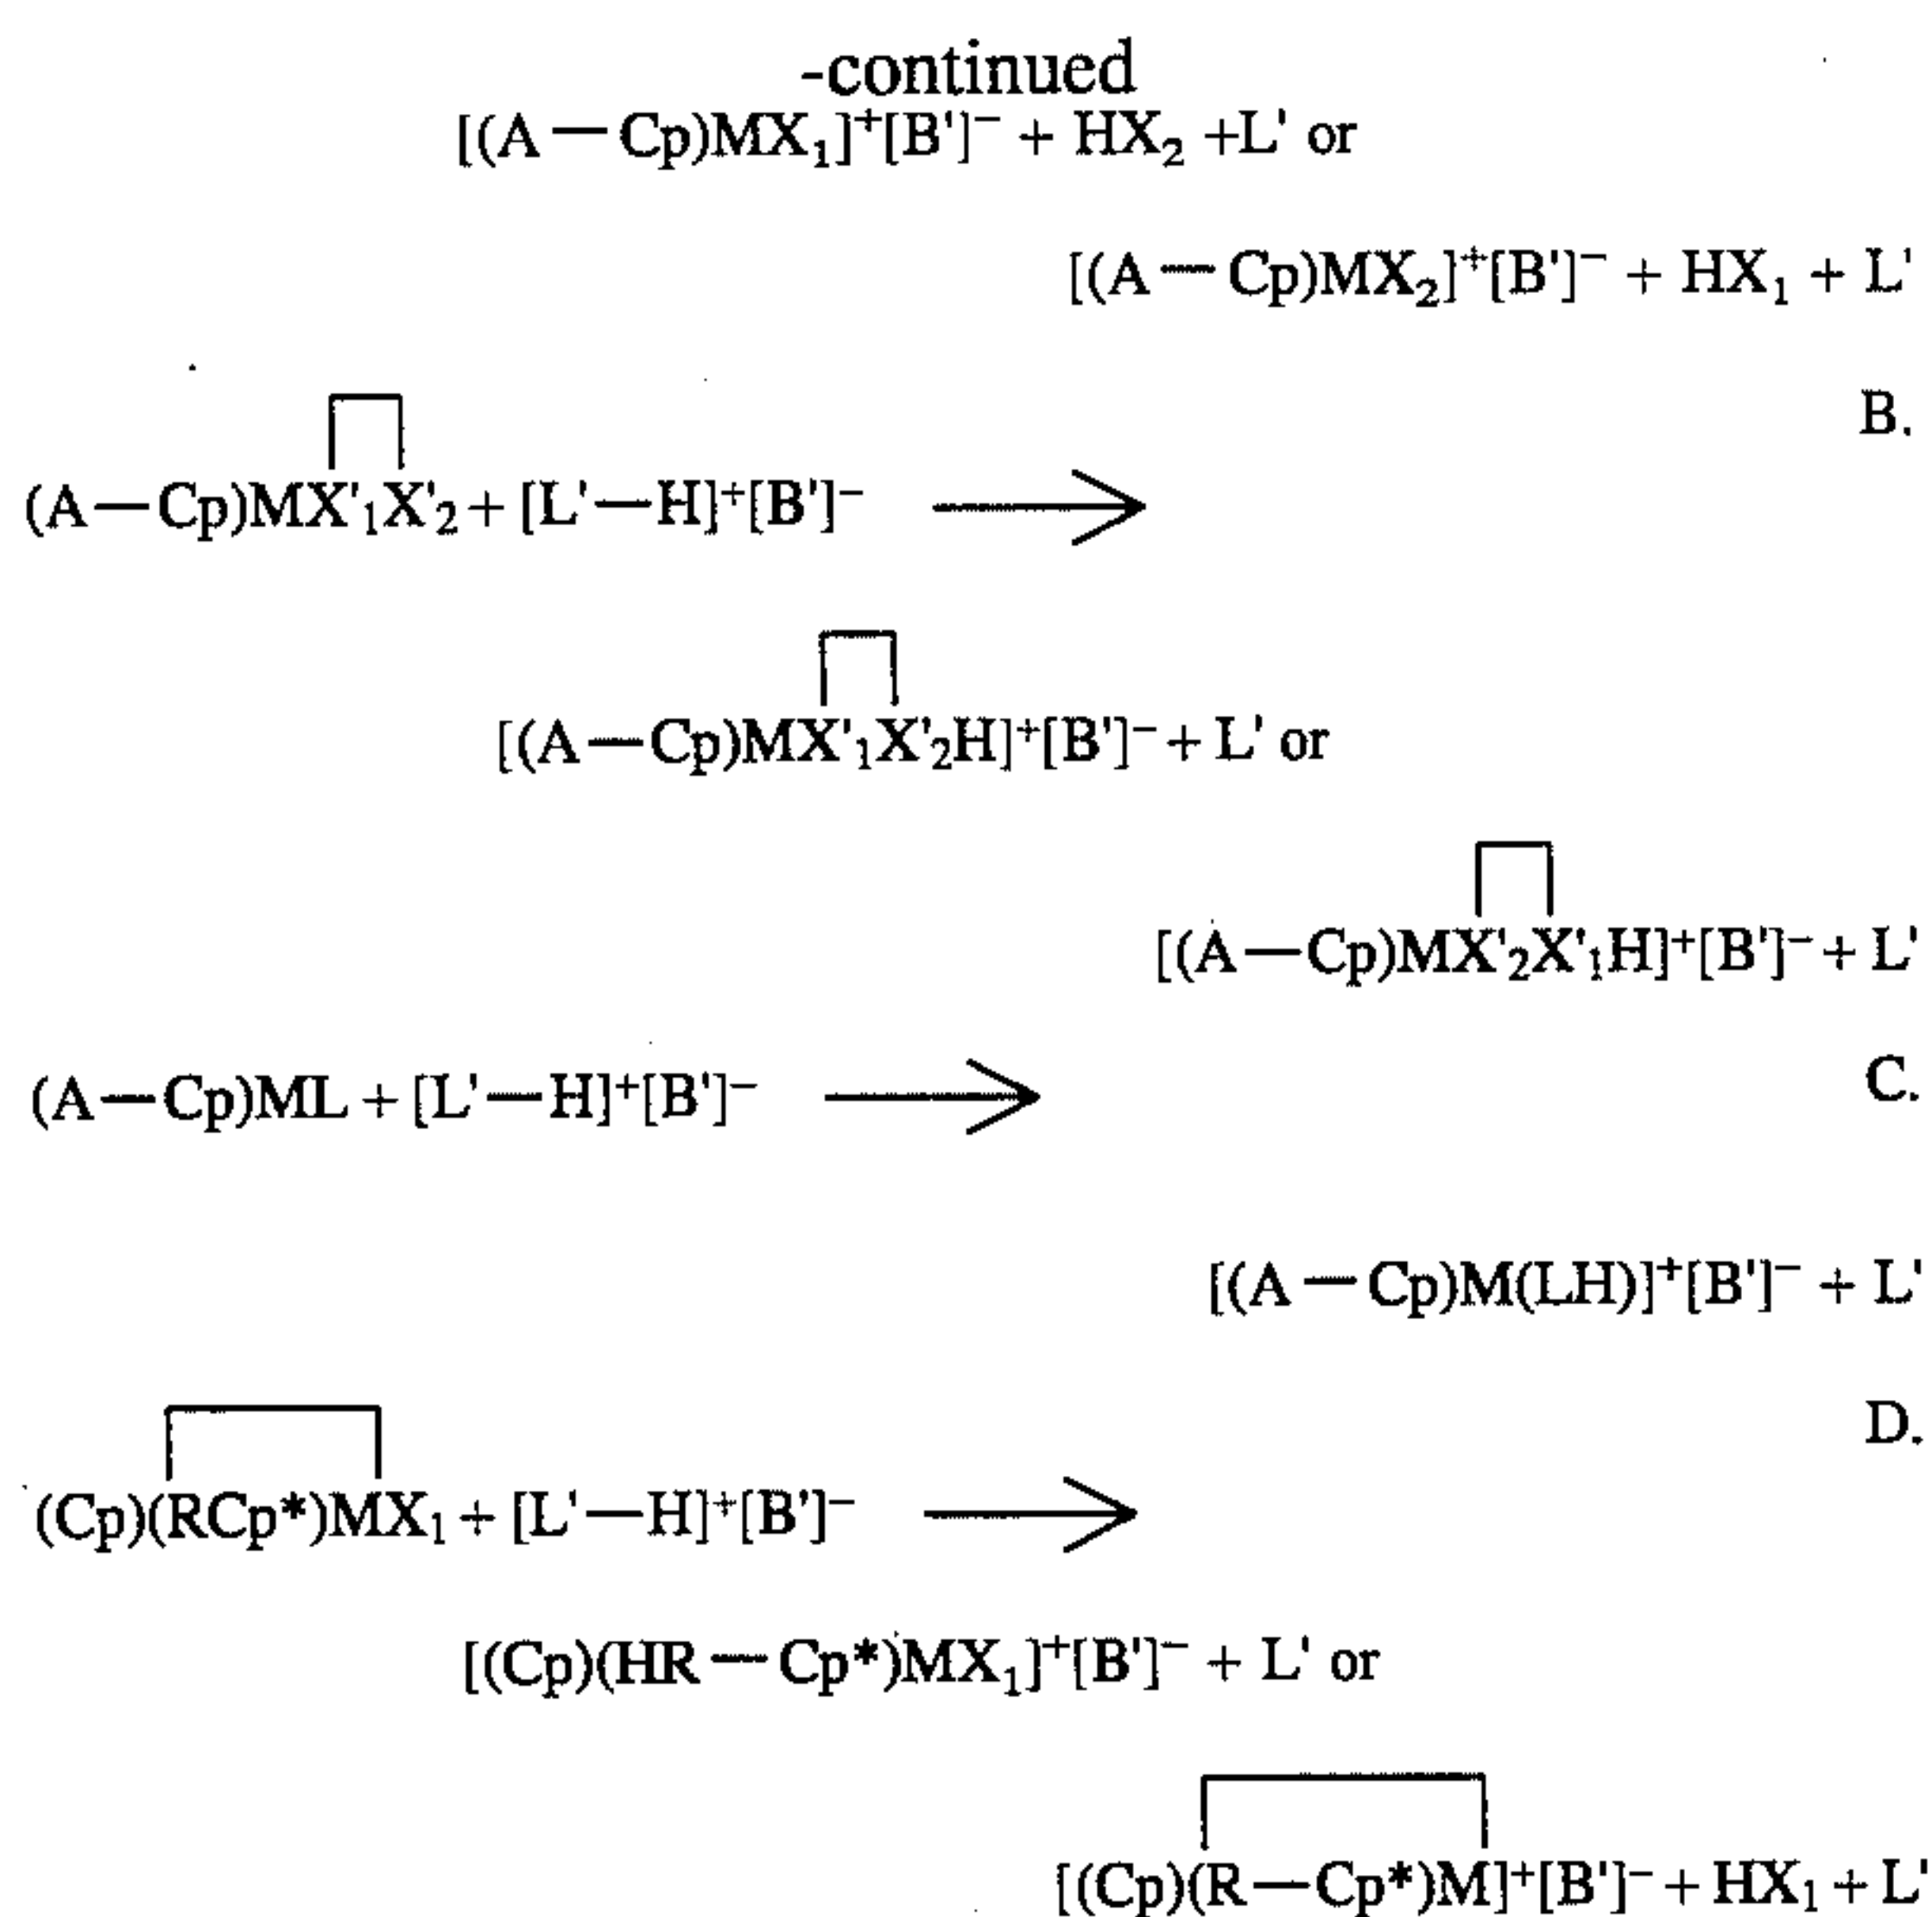 -continued
[(A — Cp)MX₁]⁺[B']⁻ + HX₂ +L' or
[(A — Cp)MX₂]⁺[B']⁻ + HX₁ + L'
B.
(A — Cp)MX'₁X'₂ + [L' — H]⁺[B']⁻ ⟶
[(A — Cp)MX'₁X'₂H]⁺[B']⁻ + L' or
[(A — Cp)MX'₂X'₁H]⁺[B']⁻ + L'
C.
(A — Cp)ML + [L' — H]⁺[B']⁻ ⟶
[(A — Cp)M(LH)]⁺[B']⁻ + L'
D.
(Cp)(RCp*)MX₁ + [L' — H]⁺[B']⁻ ⟶
[(Cp)(HR — Cp*)MX₁]⁺[B']⁻ + L' or
[(Cp)(R — Cp*)M]⁺[B']⁻ + HX₁ + L'